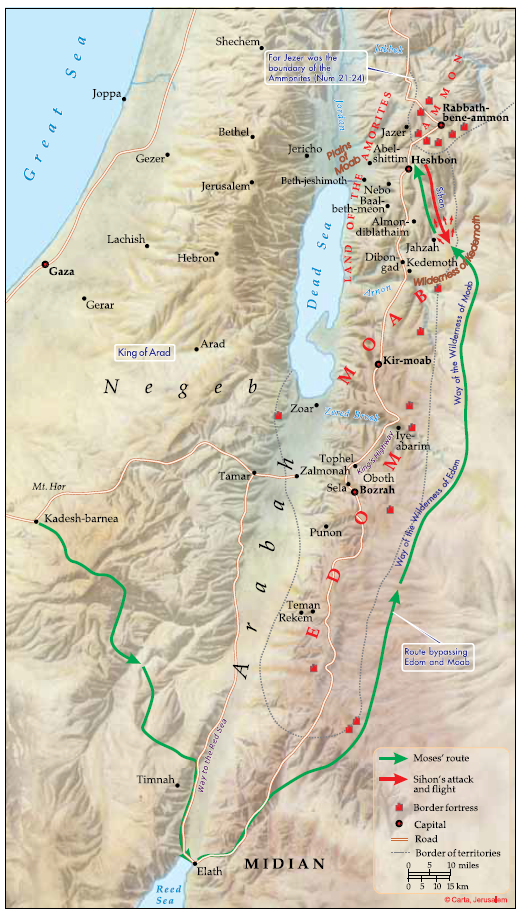 Great Sea
Shechem
Far Jezer was the
boundary of the
Ammonites (Num 21:24)
Jabbok
AMMON
Joppa
Jordan
Rabbath-
bene-ammon
Bethel
Jazer
Gezer
Jericho
Plains
of
Moab
Abel-
shittim
Heshbon
LAND OF THE AMORITES
Jerusalem
Beth-jeshimoth
Nebo
Sihon
Baal-
beth-meon
Almon-
diblathaim
Lachish
Hebron
Dead Sea
Jahzah
Dibon-
gad
Kedemoth
Wilderness of Kedemoth
Gaza
Gerar
Arnon
MOAB
Way of the Wilderness of Moab
King of Arad
Arad
Kir-moab
Negeb
Zoar
Zered Brook
Iye-
abarim
King's Highway
Tophel
Zalmonah
Tamar
Oboth
Sela
Bozrah
Mt. Hor
Kadesh-barnea
Way of the Wilderness of Edom
Punon
Arabah
EDOM
Teman
Rekem
Route bypassing
Edom and Moab
Way to the Red Sea
Timnah
Elath
MIDIAN
Reed
Sea
Moses' route
Sihon's attack
and flight
Border fortress
Capital
Road
Border of territories
0 5 10 miles
0 5 10 15 km
© Carta, Jerusalem